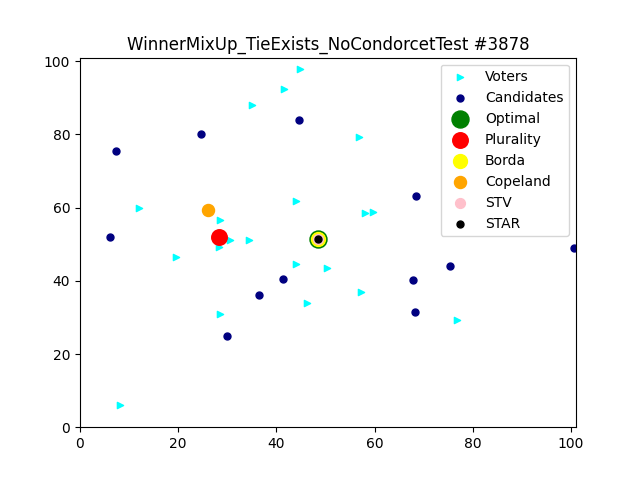 WinnerMixUp_TieExists_NoCondorcetTest #3878
100
80
60
40
20
0
0
20
40
60
80
100
Voters
Candidates
Optimal
Plurality
Borda
Copeland
STV
STAR